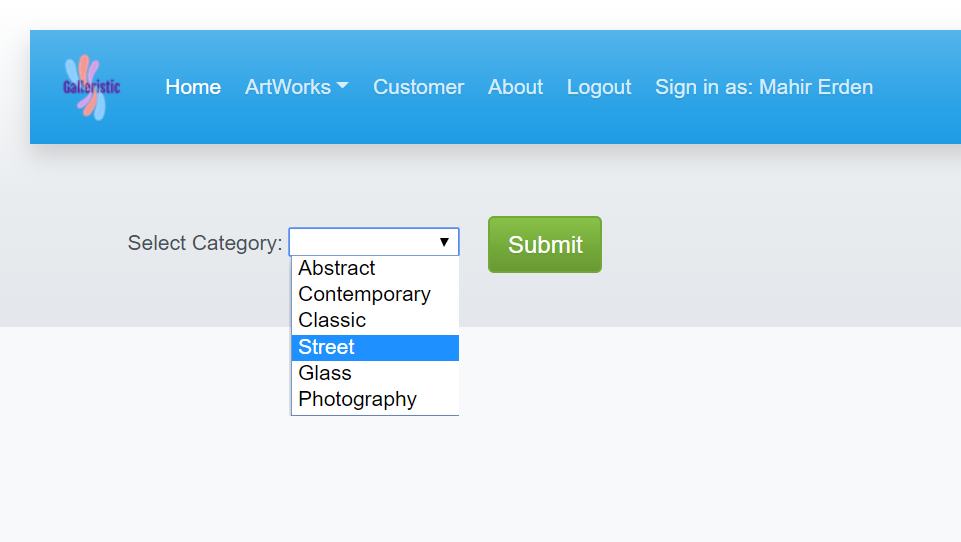 Galleristic
Home ArtWorks Customer About Logout Sign in as: Mahir Erden
Select Category: Submit
Abstract
Contemporary
Classic
Street
Glass
Photography